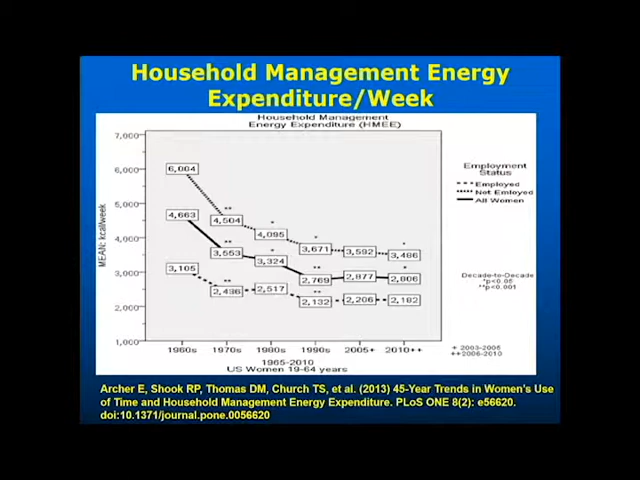 Household Management Energy
Expenditure/Week
Household Management
Energy Expenditure (HMEE)
7,000
6,000
5,000
4,000
3,000
2,000
1,000
MEAN: kcal/week
6,004
4,504
4,095
3,671
3,592
3,486
4,663
3,553
3,324
2,769
2,877
2,806
3,105
2,436
2,517
2,132
2,206
2,182
** * * *
** * ** *
** **
1960s 1970s 1980s 1990s 2005+ 2010++
1965-2010
US Women 19-64 years
Employment
Status
Employed
Not Emloyed
All Women
Decade-to-Decade
*p<0.05
**p<0.001
+ 2003-2005
++2006-2010
Archer E, Shook RP, Thomas DM, Church TS, et al. (2013) 45-Year Trends in Women's Use
of Time and Household Management Energy Expenditure. PLoS ONE 8(2): e56620.
doi:10.1371/journal.pone.0056620